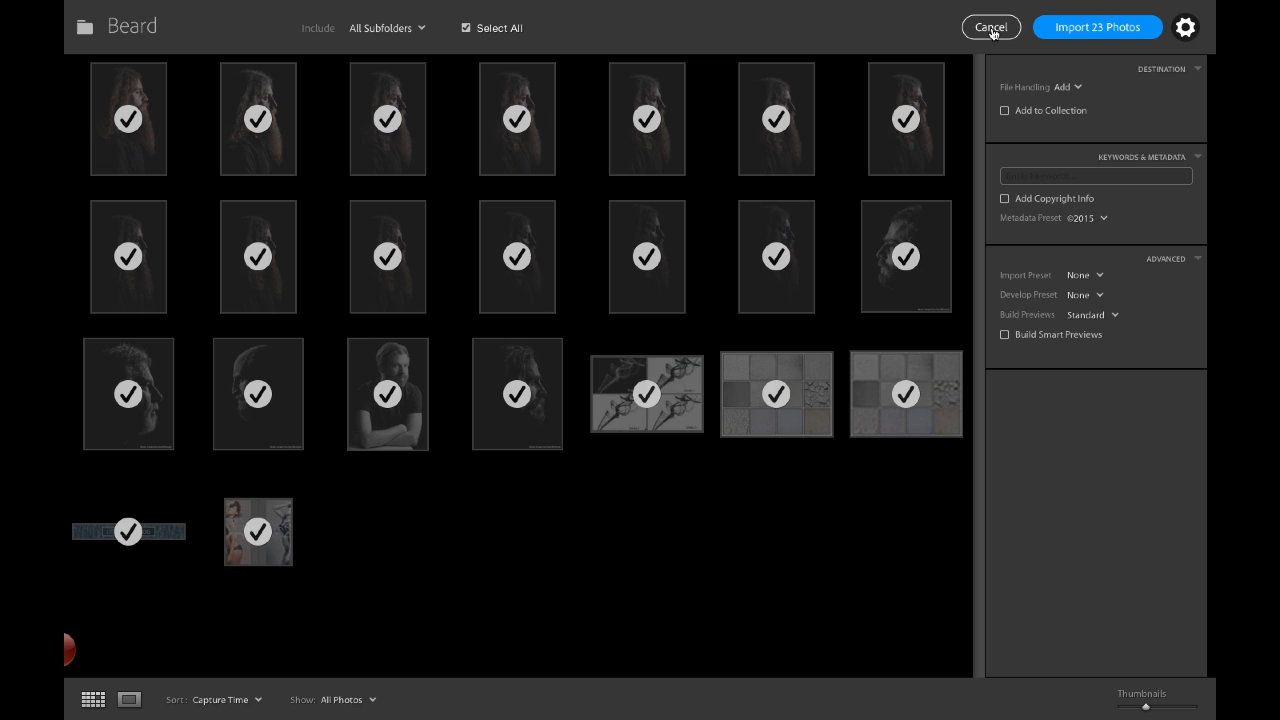 Beard
Include All Subfolders Select All
Cancel Import 23 Photos
DESTINATION
File Handling Add
Add to Collection
KEYWORDS & METADATA
Enter keywords...
Add Copyright Info
Metadata Preset ©2015
ADVANCED
Import Preset None
Develop Preset None
Build Previews Standard
Build Smart Previews
Sort: Capture Time Show: All Photos Thumbnails